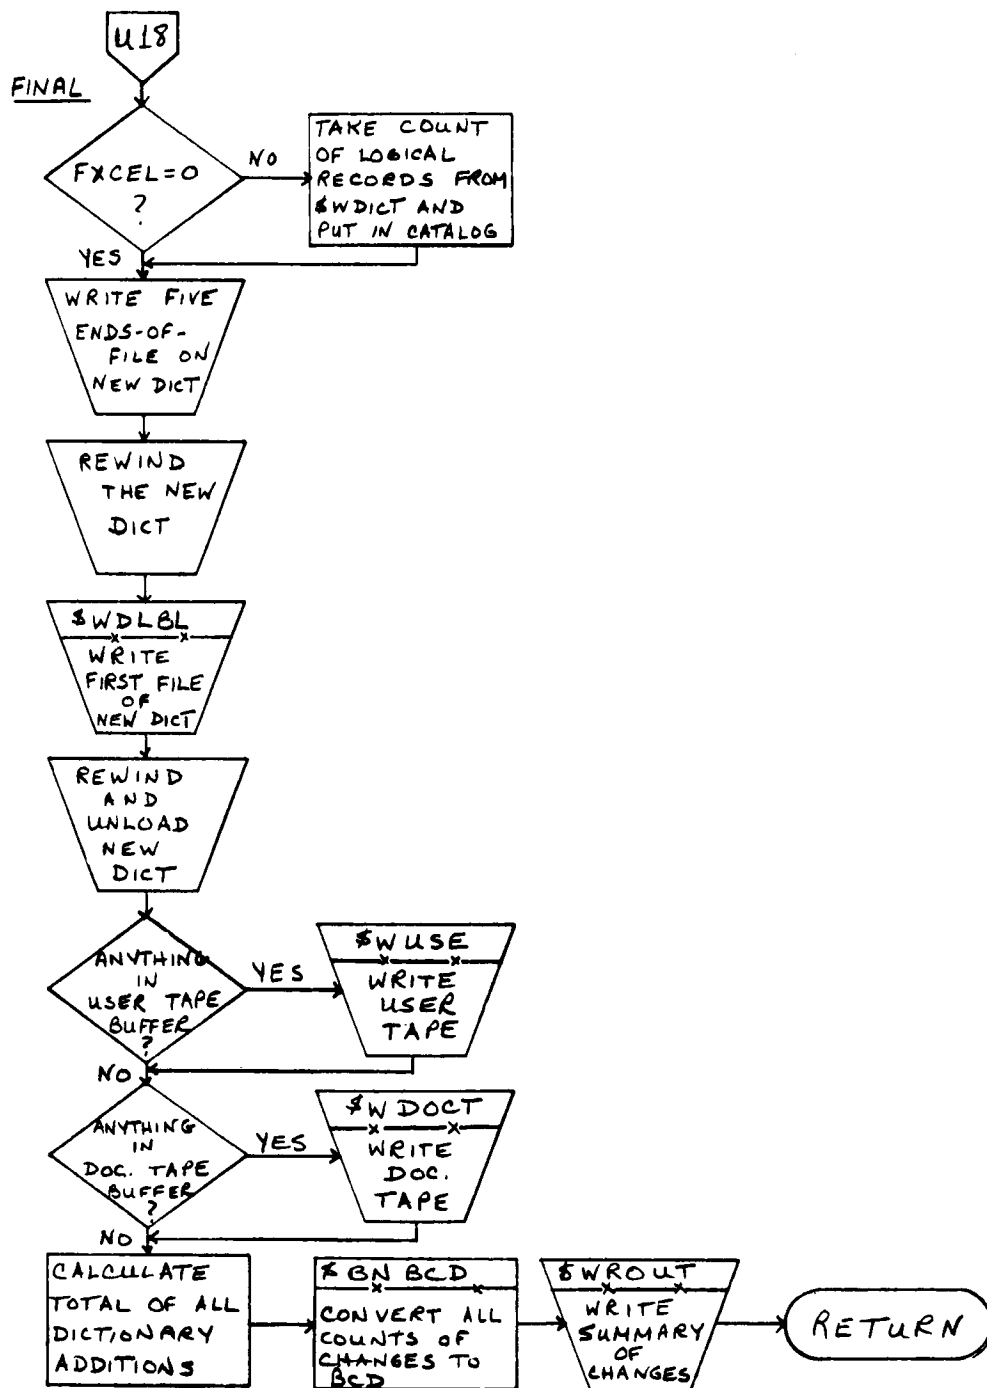 U18
FINAL
FXCEL=0
?
NO
TAKE COUNT
OF LOGICAL
RECORDS FROM
$WDICT AND
PUT IN CATALOG
YES
WRITE FIVE
ENDS-OF-
FILE ON
NEW DICT
REWIND
THE NEW
DICT
$WDLBL
WRITE
FIRST FILE
OF
NEW DICT
REWIND
AND
UNLOAD
NEW
DICT
ANYTHING
IN
USER TAPE
BUFFER
?
YES
$WUSE
WRITE
USER
TAPE
NO
ANYTHING
IN
DOC. TAPE
BUFFER
?
YES
$WDOCT
WRITE
DOC.
TAPE
NO
CALCULATE
TOTAL OF ALL
DICTIONARY
ADDITIONS
$BNBCD
CONVERT ALL
COUNTS OF
CHANGES TO
BCD
$WROUT
WRITE
SUMMARY
OF
CHANGES
RETURN